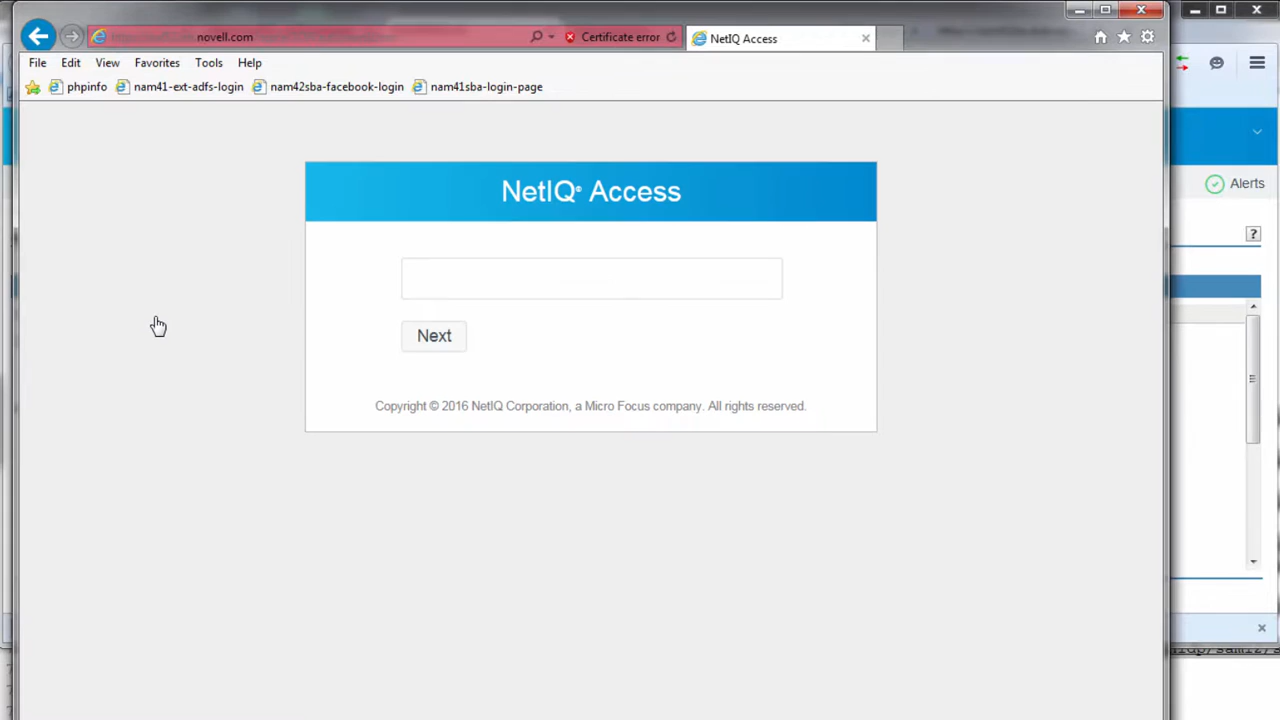 novell.com
Certificate error
NetIQ Access
File Edit View Favorites Tools Help
phpinfo nam41-ext-adfs-login nam42sba-facebook-login nam41sba-login-page
Alerts
?
NetIQ® Access
Next
Copyright © 2016 NetIQ Corporation, a Micro Focus company. All rights reserved.